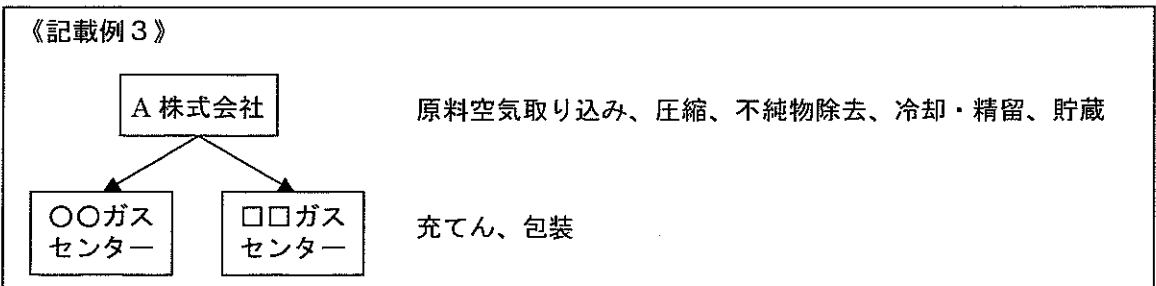 《記載例３》
A 株式会社
原料空気取り込み、圧縮、不純物除去、冷却・精留、貯蔵
〇〇ガス
センター
□□ガス
センター
充てん、包装